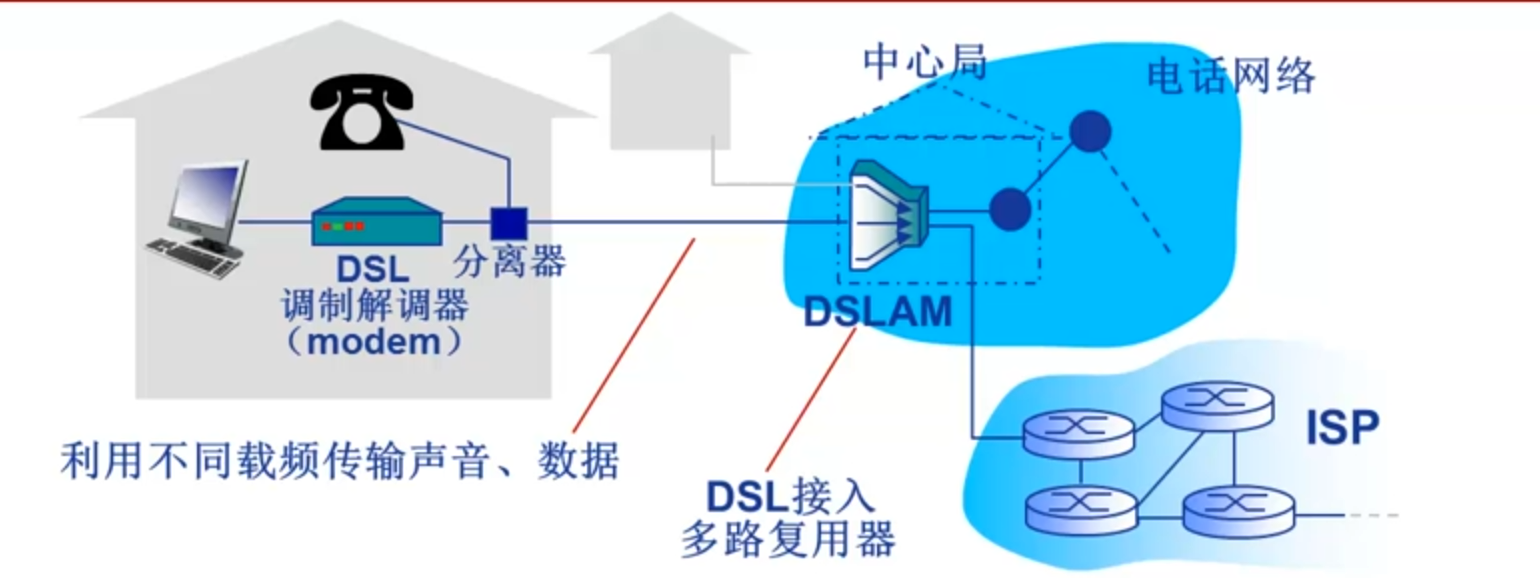 中心局
电话网络
分离器
DSL
调制解调器
（modem）
DSLAM
利用不同载频传输声音、数据
ISP
DSL接入
多路复用器